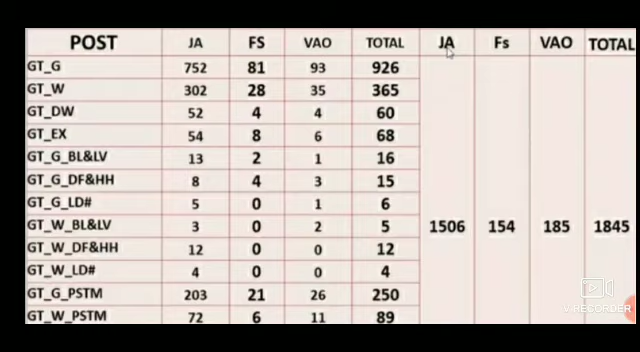 POST JA FS VAO TOTAL JA Fs VAO TOTAL
GT_G 752 81 93 926
GT_W 302 28 35 365
GT_DW 52 4 4 60
GT_EX 54 8 6 68
GT_G_BL&LV 13 2 1 16
GT_G_DF&HH 8 4 3 15
GT_G_LD# 5 0 1 6
GT_W_BL&LV 3 0 2 5 1506 154 185 1845
GT_W_DF&HH 12 0 0 12
GT_W_LD# 4 0 0 4
GT_G_PSTM 203 21 26 250
GT_W_PSTM 72 6 11 89
V RECORDER